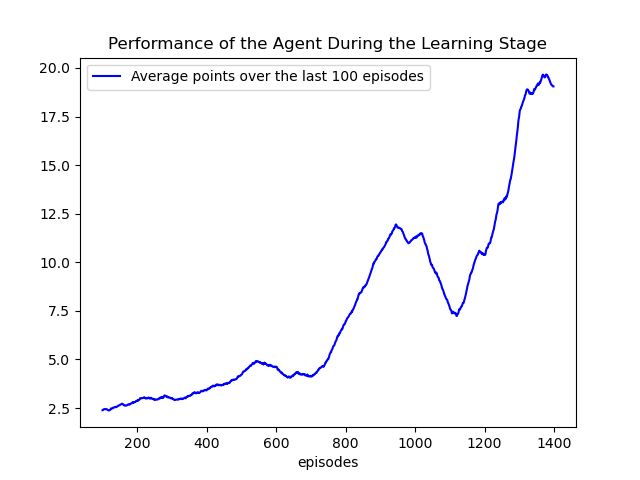 Performance of the Agent During the Learning Stage
Average points over the last 100 episodes
20.0
17.5
15.0
12.5
10.0
7.5
5.0
2.5
200 400 600 800 1000 1200 1400
episodes